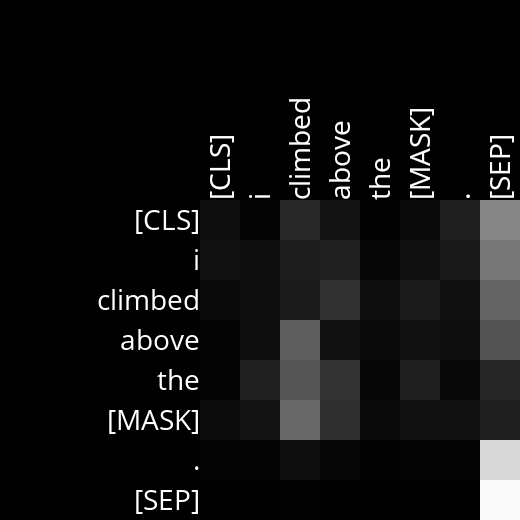 [CLS] i climbed above the [MASK] . [SEP]
[CLS]
i
climbed
above
the
[MASK]
.
[SEP]